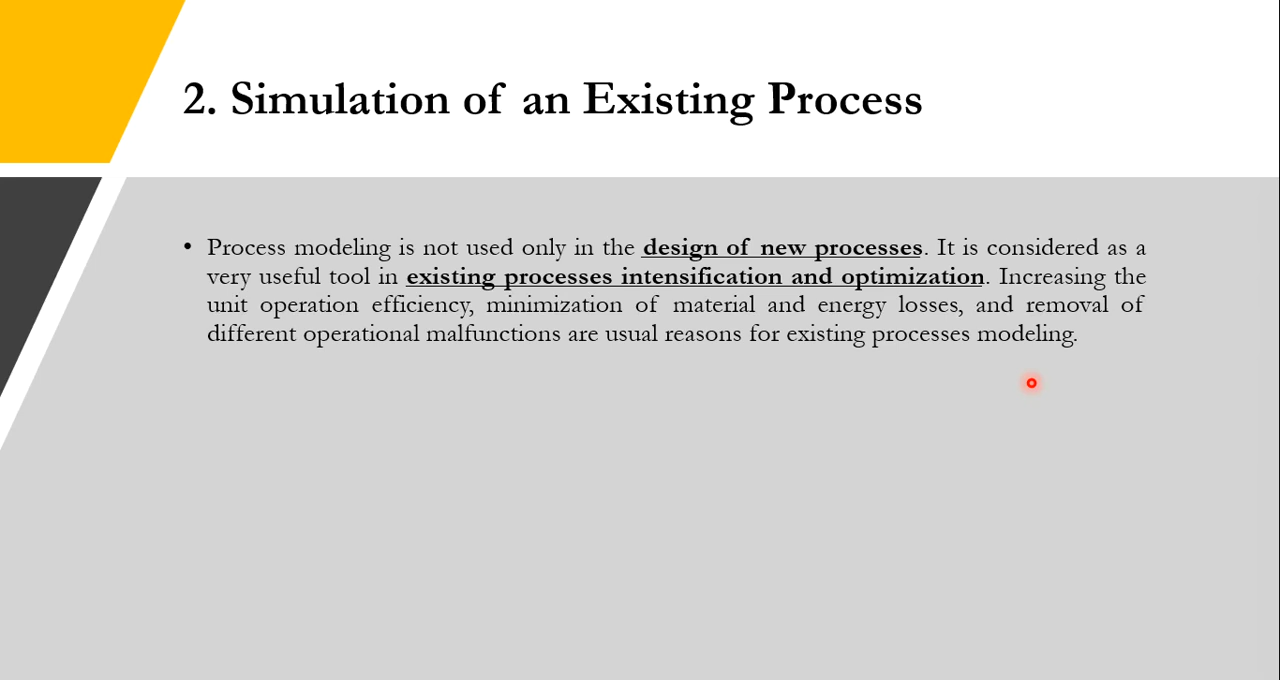 2. Simulation of an Existing Process
• Process modeling is not used only in the design of new processes. It is considered as a
very useful tool in existing processes intensification and optimization. Increasing the
unit operation efficiency, minimization of material and energy losses, and removal of
different operational malfunctions are usual reasons for existing processes modeling.